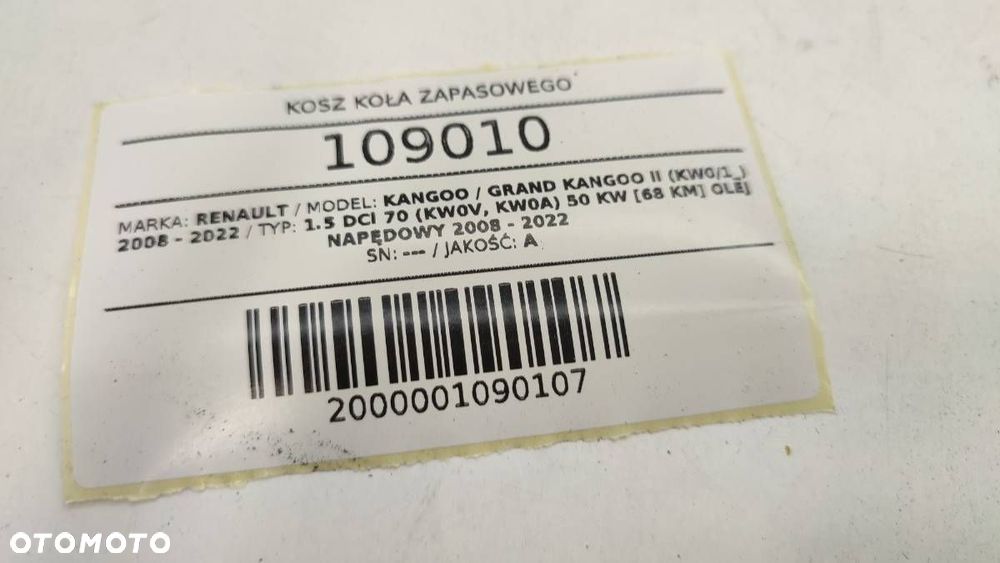 KOSZ KOŁA ZAPASOWEGO
109010
MARKA: RENAULT / MODEL: KANGOO / GRAND KANGOO II (KW0/1_)
2008 - 2022 / TYP: 1.5 DCI 70 (KW0V, KW0A) 50 KW [68 KM] OLEJ
NAPĘDOWY 2008 - 2022
SN: --- / JAKOŚĆ: A
2000001090107
OTOMOTO